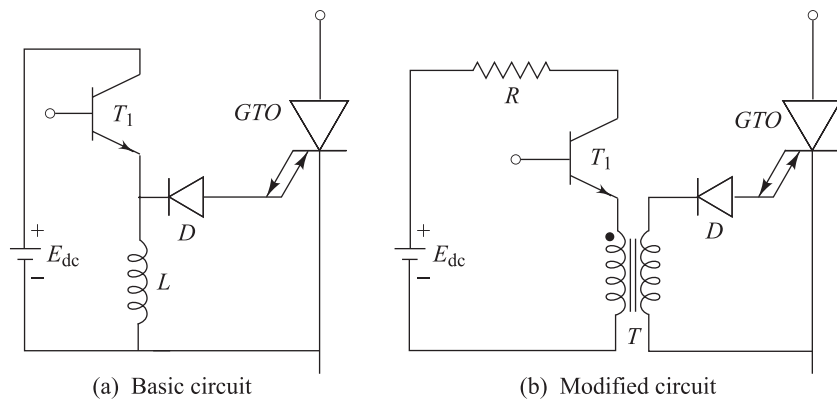 T1
GTO
D
+
Edc
−
L
(a) Basic circuit
R
T1
GTO
D
+
Edc
−
T
(b) Modified circuit